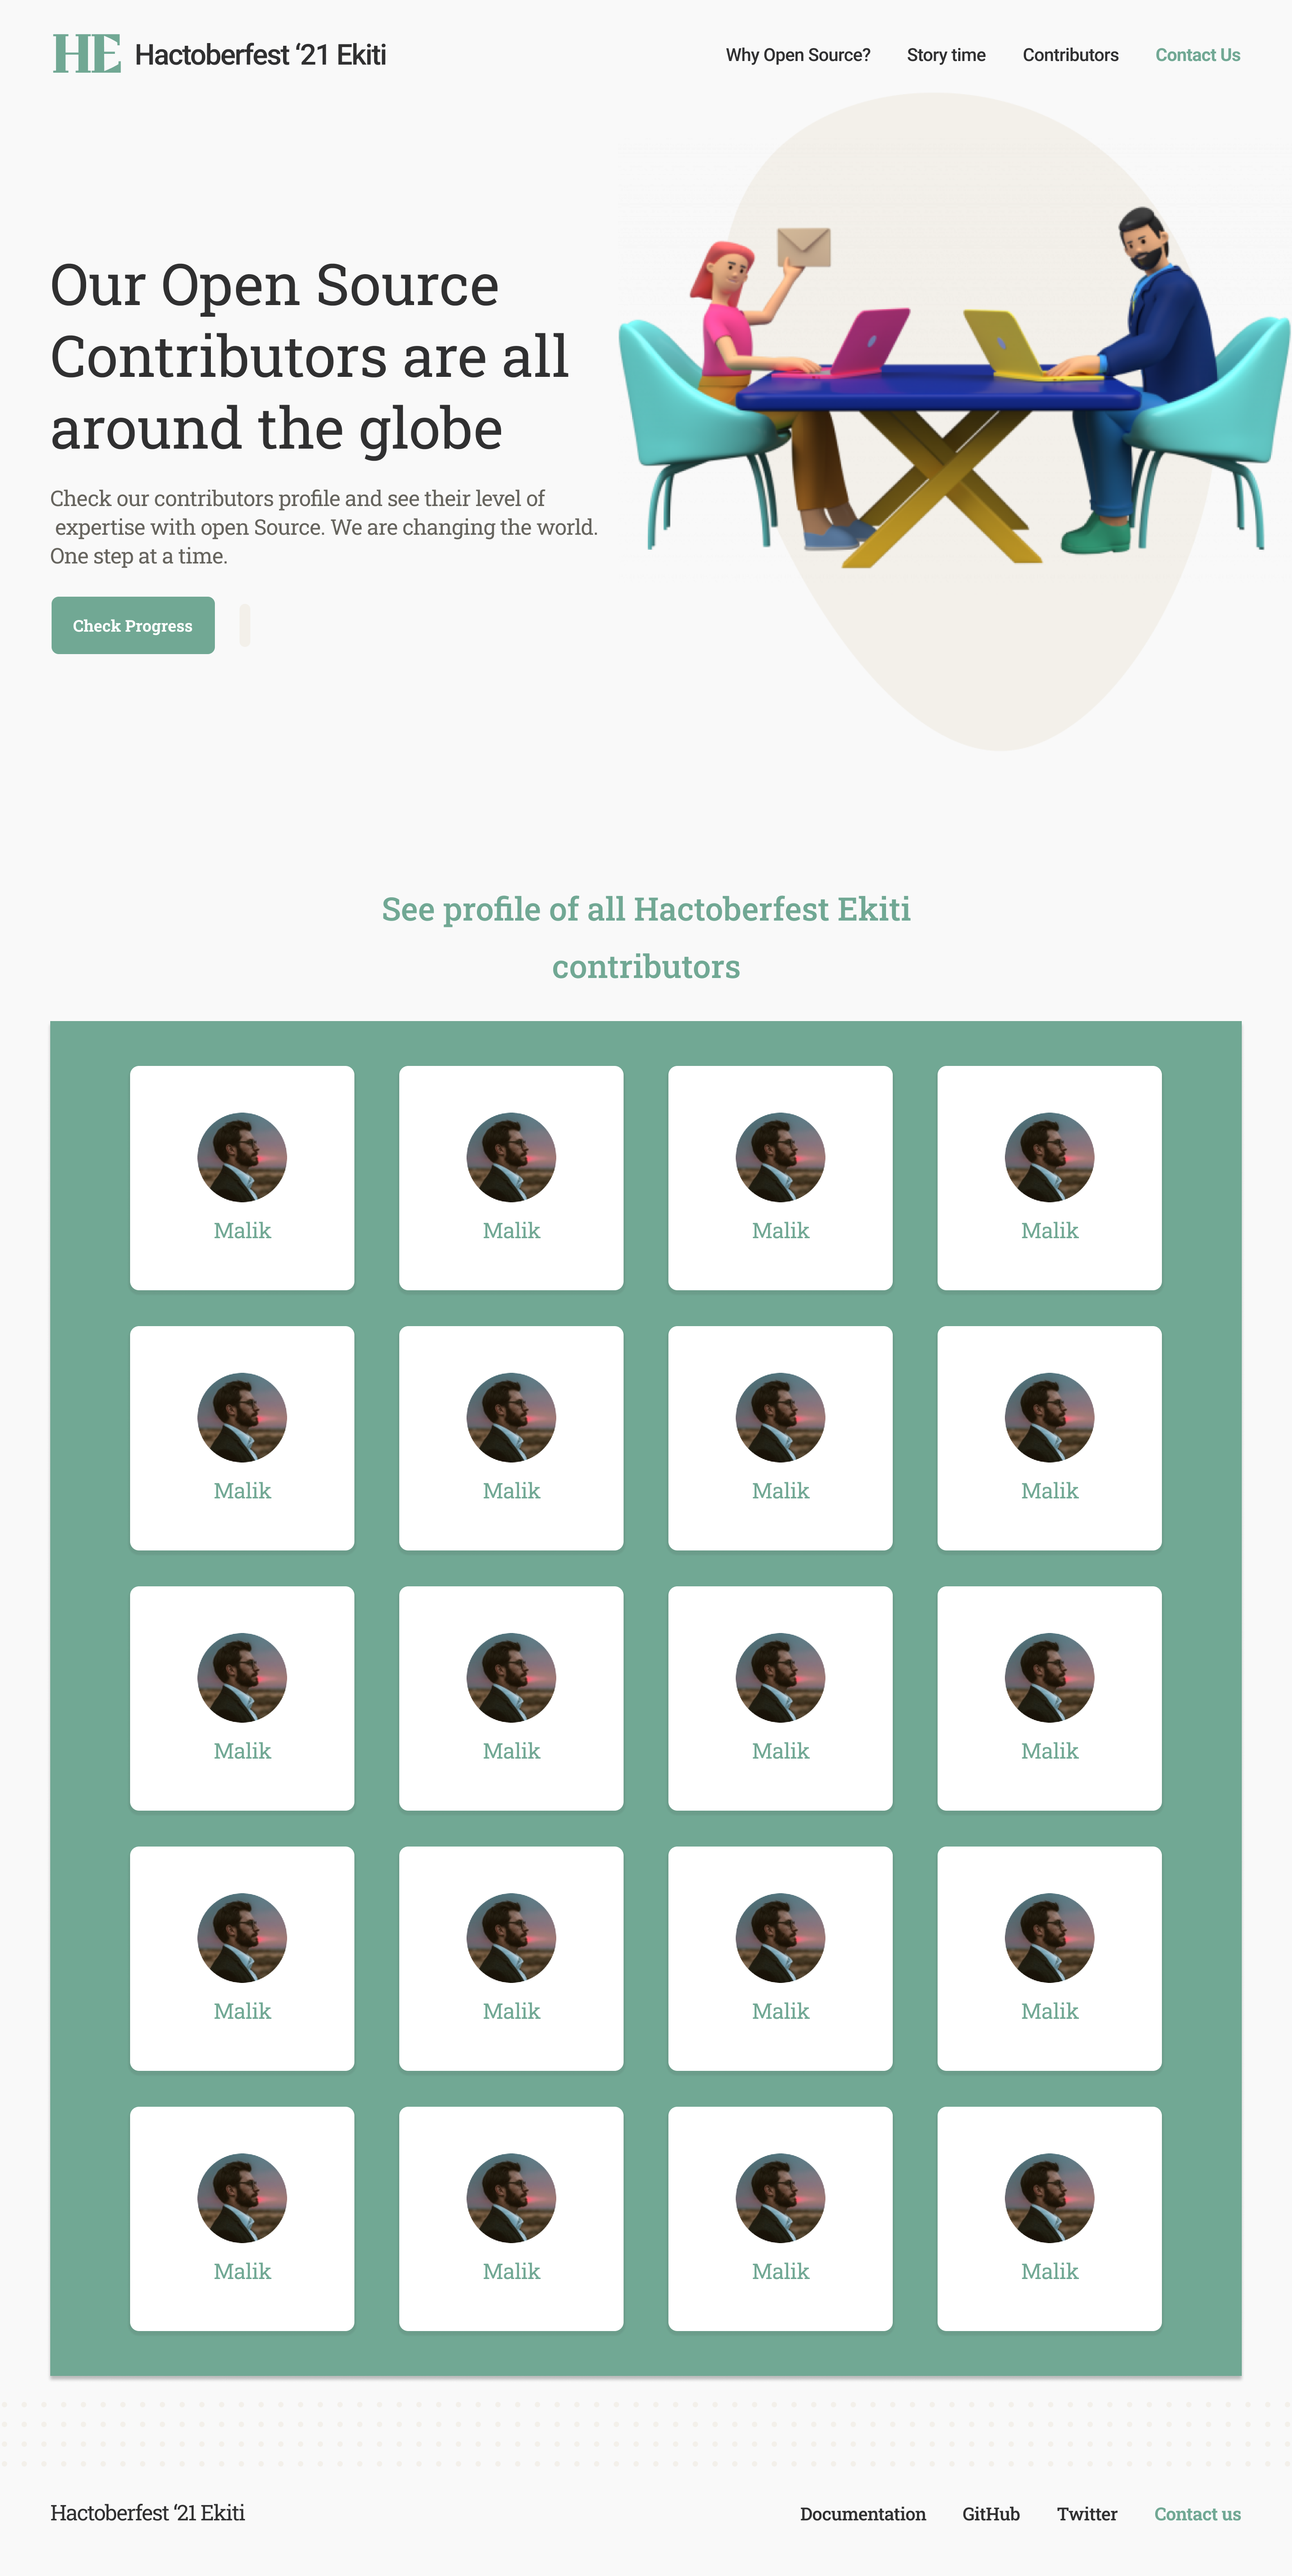 HE Hactoberfest ‘21 Ekiti
Why Open Source? Story time Contributors Contact Us
Our Open Source
Contributors are all
around the globe
Check our contributors profile and see their level of
expertise with open Source. We are changing the world.
One step at a time.
Check Progress
See profile of all Hactoberfest Ekiti
contributors
Malik Malik Malik Malik
Malik Malik Malik Malik
Malik Malik Malik Malik
Malik Malik Malik Malik
Malik Malik Malik Malik
Hactoberfest ‘21 Ekiti
Documentation GitHub Twitter Contact us